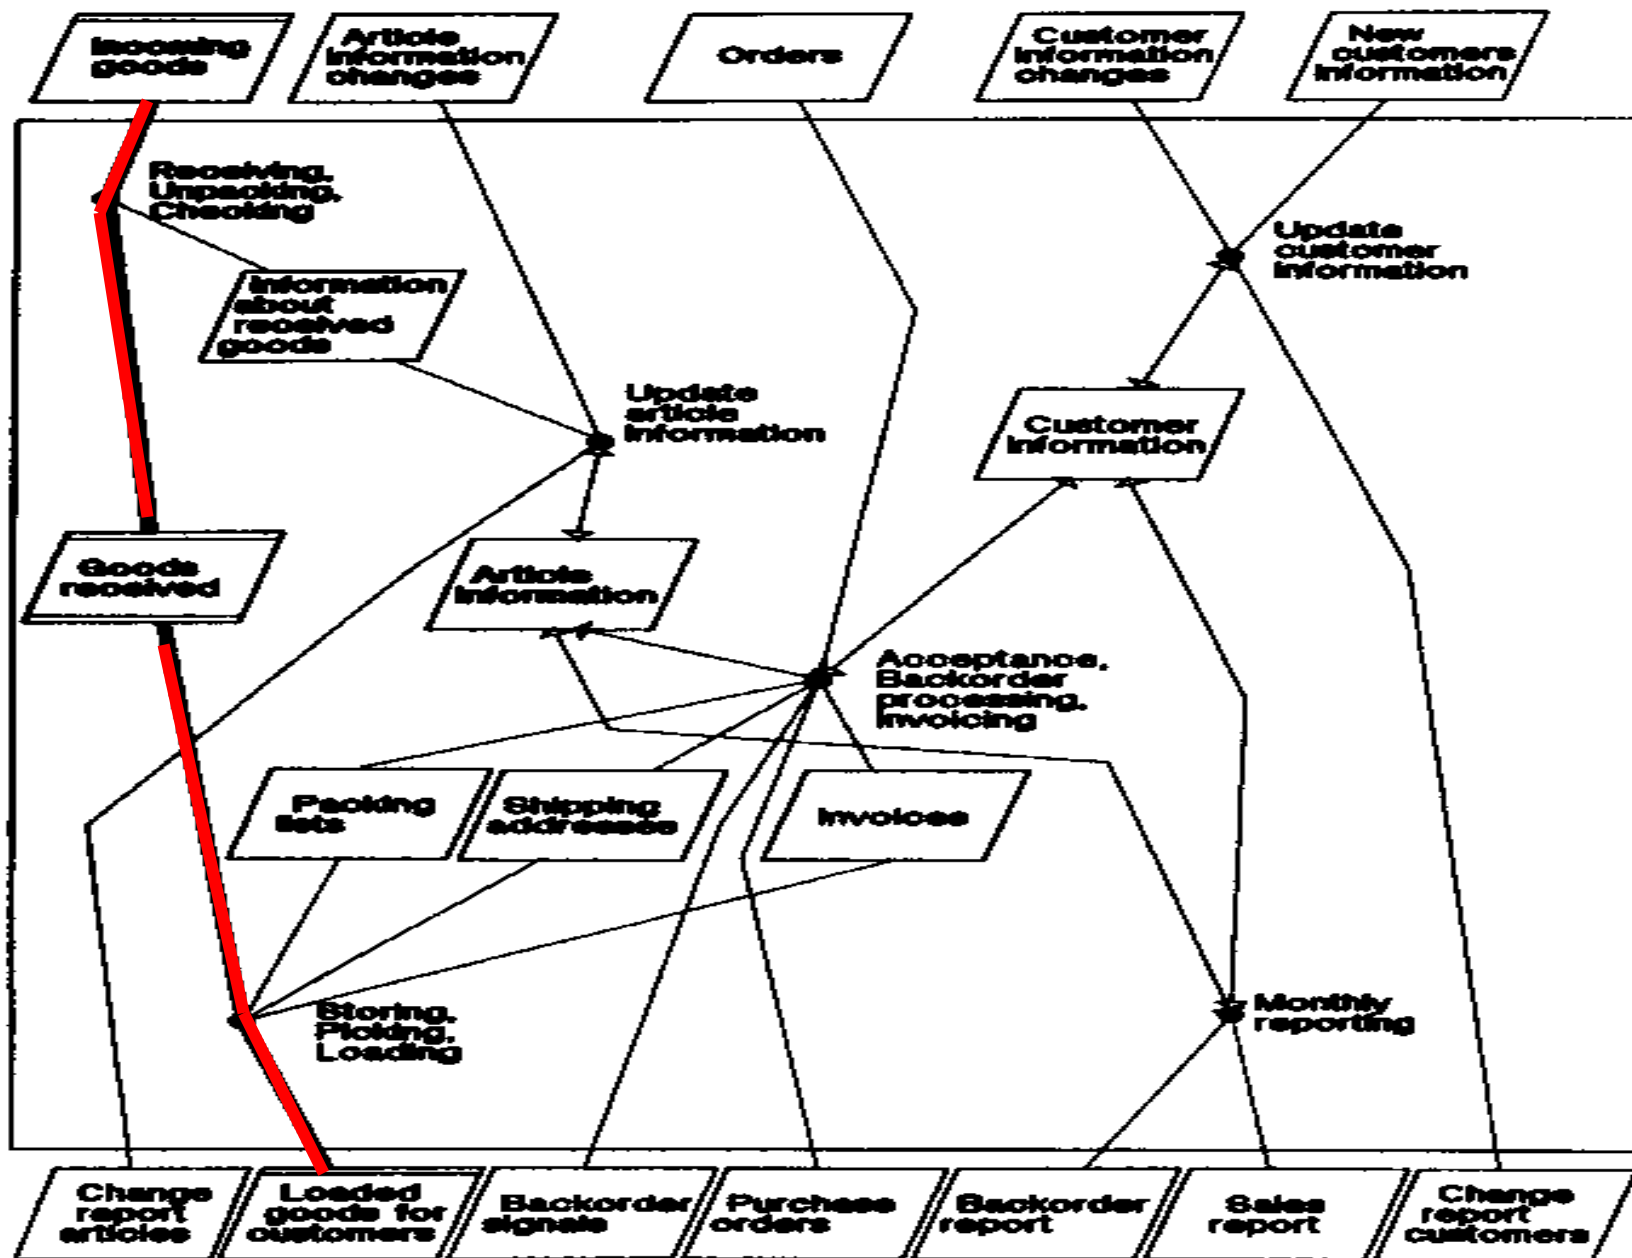 Incoming
goods
Article
Information
changes
Orders
Customer
Information
changes
New
customers
Information
Receiving,
Unpacking,
Checking
Information
about
received
goods
Update
customer
Information
Update
article
Information
Customer
Information
Goods
received
Article
Information
Acceptance,
Backorder
processing,
Invoicing
Packing
lists
Shipping
addresses
Invoices
Storing,
Picking,
Loading
Monthly
reporting
Change
report
articles
Loaded
goods for
customers
Backorder
signals
Purchase
orders
Backorder
report
Sales
report
Change
report
customers